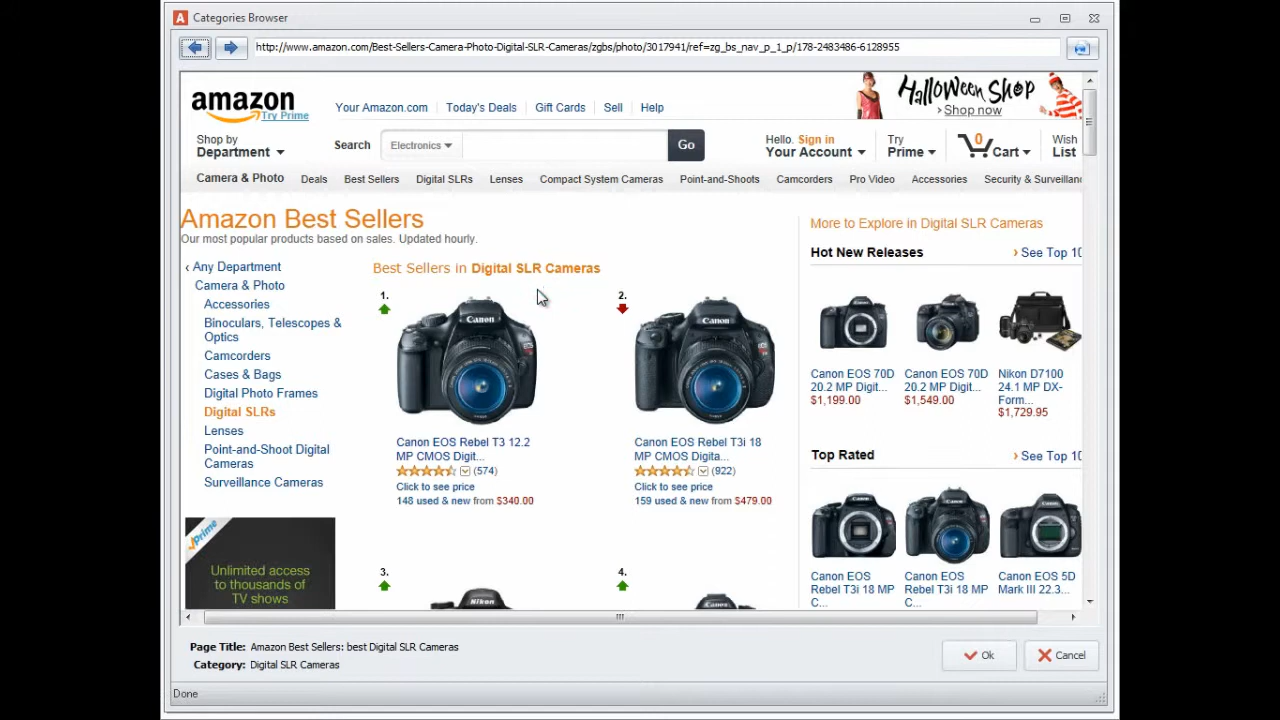 Categories Browser
http://www.amazon.com/Best-Sellers-Camera-Photo-Digital-SLR-Cameras/zgbs/photo/3017941/ref=zg_bs_nav_p_1_p/178-2483486-6128955
amazon
Try Prime
Your Amazon.com Today's Deals Gift Cards Sell Help
Halloween Shop
› Shop now
Shop by
Department
Search Electronics Go
Hello. Sign in
Your Account
Try
Prime
0
Cart
Wish
List
Camera & Photo Deals Best Sellers Digital SLRs Lenses Compact System Cameras Point-and-Shoots Camcorders Pro Video Accessories Security & Surveillanc
Amazon Best Sellers
Our most popular products based on sales. Updated hourly.
‹ Any Department
Camera & Photo
Accessories
Binoculars, Telescopes &
Optics
Camcorders
Cases & Bags
Digital Photo Frames
Digital SLRs
Lenses
Point-and-Shoot Digital
Cameras
Surveillance Cameras
Prime
Unlimited access
to thousands of
TV shows
Best Sellers in Digital SLR Cameras
1.
Canon
Canon EOS Rebel T3 12.2
MP CMOS Digit...
(574)
Click to see price
148 used & new from $340.00
2.
Canon
Canon EOS Rebel T3i 18
MP CMOS Digita...
(922)
Click to see price
159 used & new from $479.00
3.
Nikon
4.
Canon
More to Explore in Digital SLR Cameras
Hot New Releases › See Top 10
Canon EOS 70D
20.2 MP Digit...
$1,199.00
Canon EOS 70D
20.2 MP Digit...
$1,549.00
Nikon D7100
24.1 MP DX-
Form...
$1,729.95
Top Rated › See Top 10
Canon EOS
Rebel T3i 18 MP
C...
Canon EOS
Rebel T3i 18 MP
C...
Canon EOS 5D
Mark III 22.3...
Page Title: Amazon Best Sellers: best Digital SLR Cameras
Category: Digital SLR Cameras
Ok
Cancel
Done